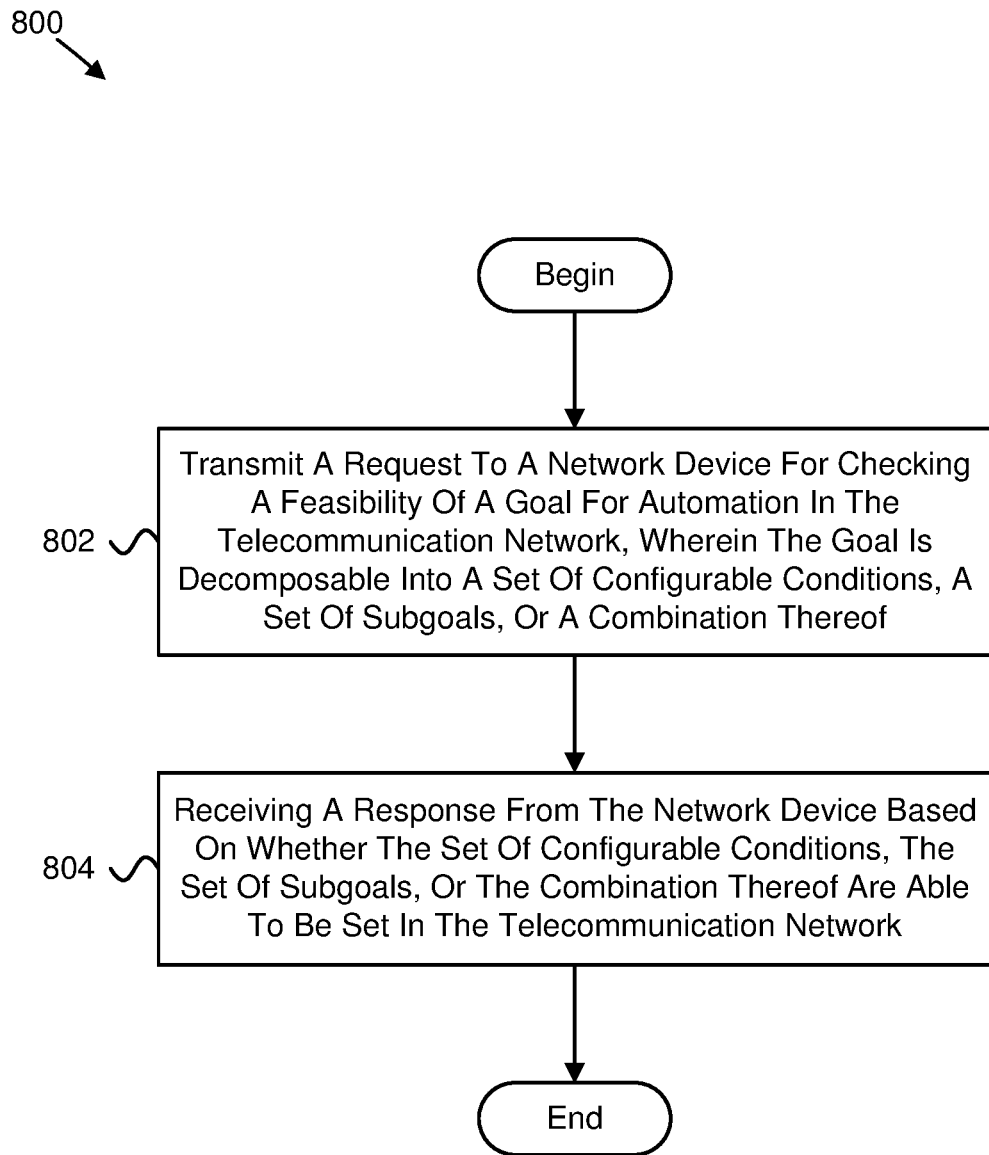 800
Begin
Transmit A Request To A Network Device For Checking
A Feasibility Of A Goal For Automation In The
Telecommunication Network, Wherein The Goal Is
Decomposable Into A Set Of Configurable Conditions, A
Set Of Subgoals, Or A Combination Thereof
802
Receiving A Response From The Network Device Based
On Whether The Set Of Configurable Conditions, The
Set Of Subgoals, Or The Combination Thereof Are Able
To Be Set In The Telecommunication Network
804
End